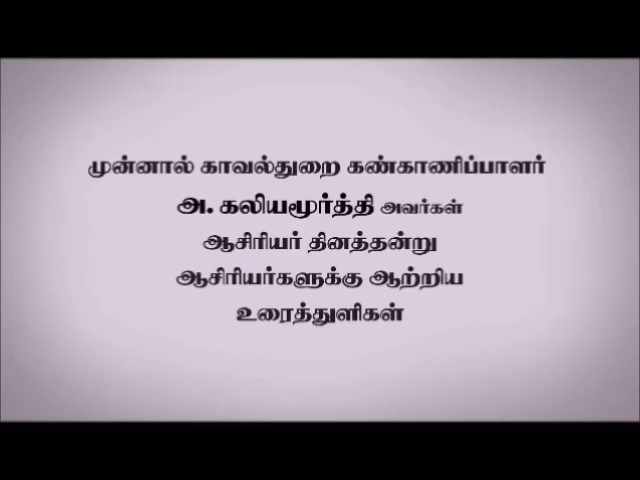 முன்னால் காவல்துறை கண்காணிப்பாளர்
அ. கலியமூர்த்தி அவர்கள்
ஆசிரியர் தினத்தன்று
ஆசிரியர்களுக்கு ஆற்றிய
உரைத்துளிகள்